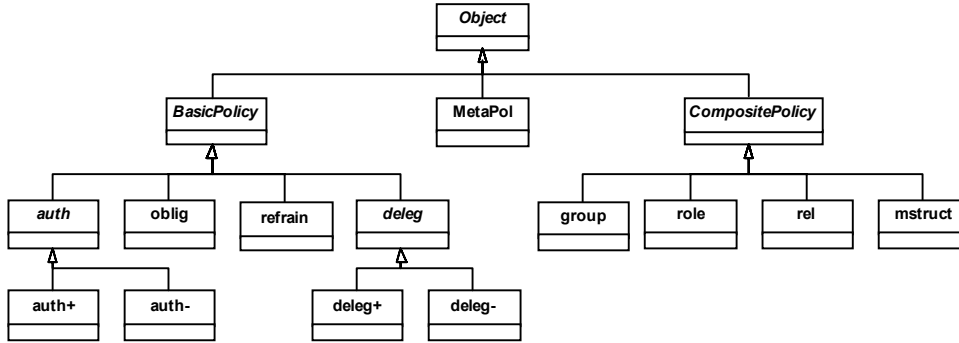 Object
BasicPolicy
MetaPol
CompositePolicy
auth
oblig
refrain
deleg
group
role
rel
mstruct
auth+
auth-
deleg+
deleg-